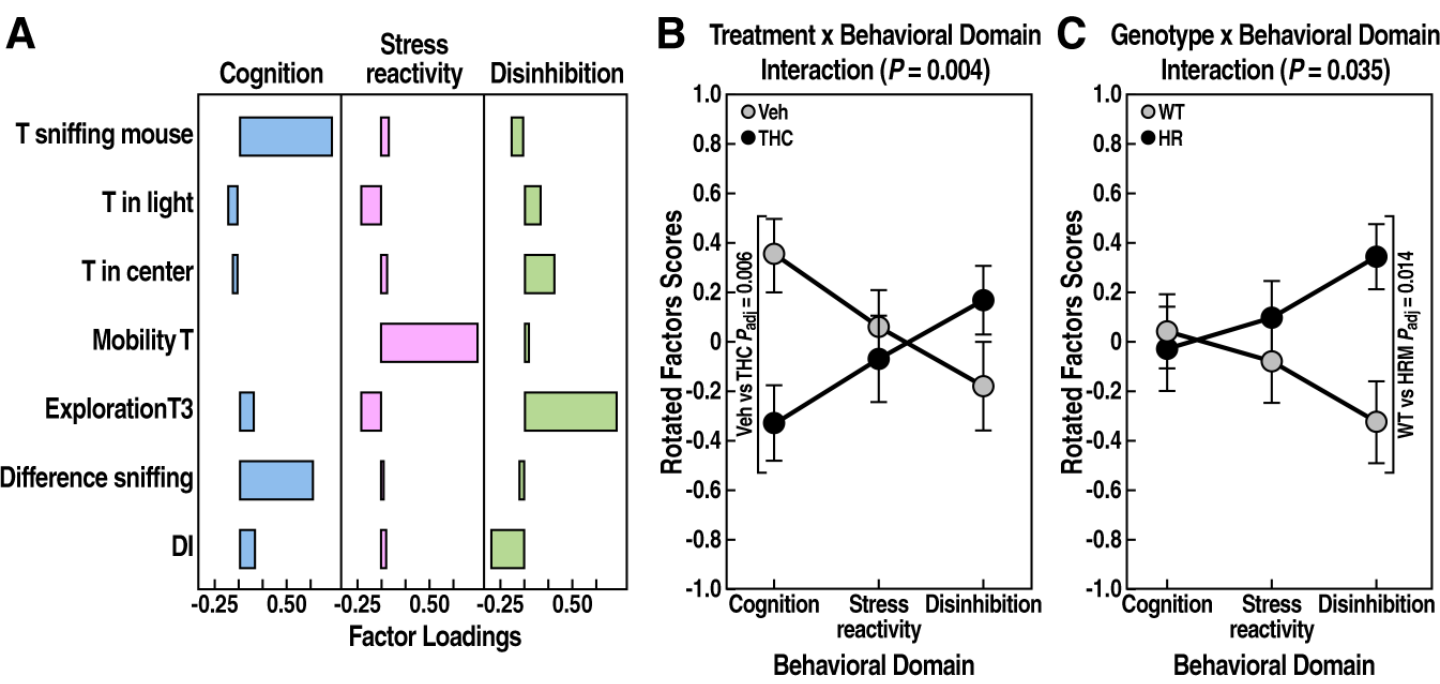 A
Cognition
Stress
reactivity
Disinhibition
T sniffing mouse
T in light
T in center
Mobility T
ExplorationT3
Difference sniffing
DI
-0.25 0.50 -0.25 0.50 -0.25 0.50
Factor Loadings
B
Treatment x Behavioral Domain
Interaction (P = 0.004)
Rotated Factors Scores
1.0
0.8
0.6
0.4
0.2
0
-0.2
-0.4
-0.6
-0.8
-1.0
Veh
THC
Veh vs THC Padj = 0.006
Cognition Stress Disinhibition
reactivity
Behavioral Domain
C
Genotype x Behavioral Domain
Interaction (P = 0.035)
Rotated Factors Scores
1.0
0.8
0.6
0.4
0.2
0
-0.2
-0.4
-0.6
-0.8
-1.0
WT
HR
WT vs HRM Padj = 0.014
Cognition Stress Disinhibition
reactivity
Behavioral Domain